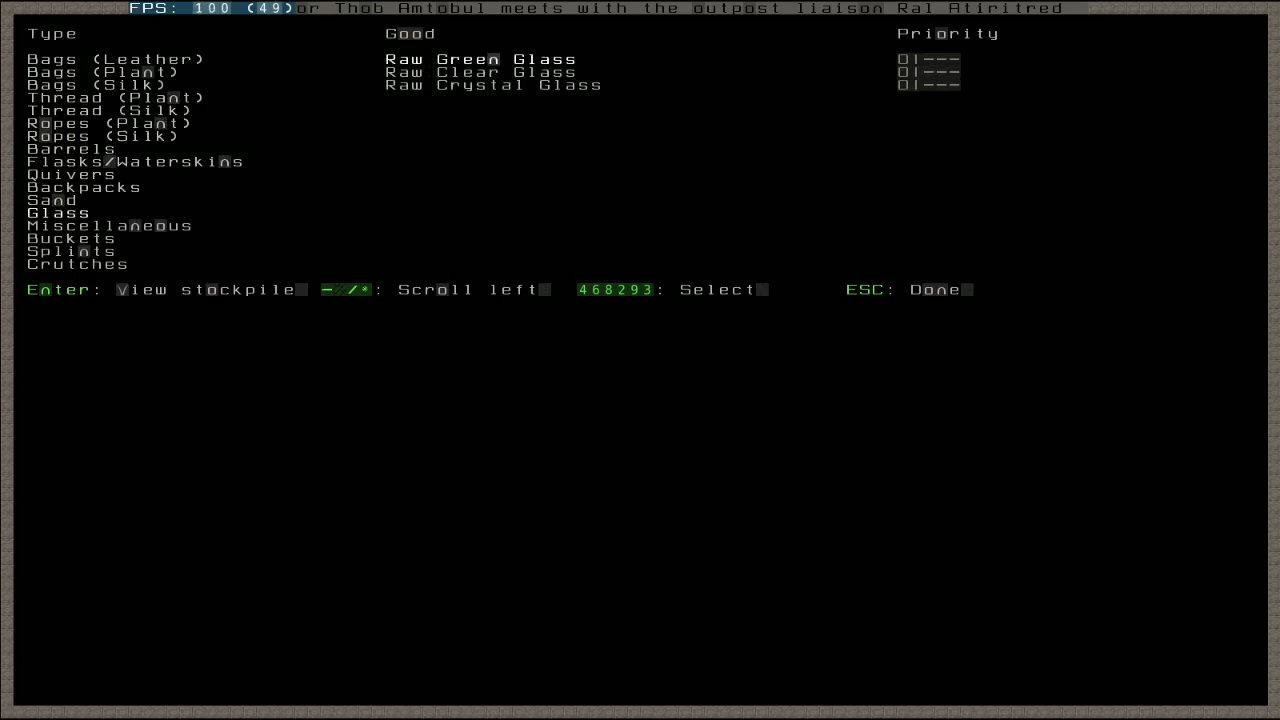 FPS: 100 (49)or Thob Amtobul meets with the outpost liaison Ral Atiritred
Type Good Priority
Bags (Leather) Raw Green Glass 0|---
Bags (Plant) Raw Clear Glass 0|---
Bags (Silk) Raw Crystal Glass 0|---
Thread (Plant)
Thread (Silk)
Ropes (Plant)
Ropes (Silk)
Barrels
Flasks/Waterskins
Quivers
Backpacks
Sand
Glass
Miscellaneous
Buckets
Splints
Crutches
Enter: View stockpile -//*: Scroll left 468293: Select ESC: Done